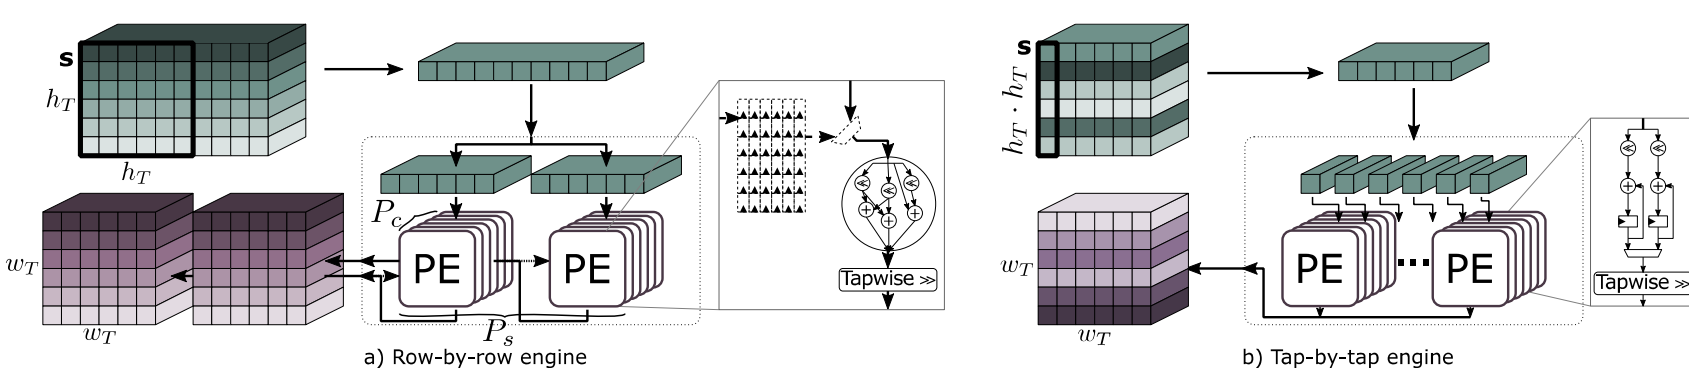 s
h_T
h_T
P_c
PE
PE
w_T
w_T
P_s
Tapwise ≫
≪
≪
≪
+
+
+
a) Row-by-row engine
s
h_T · h_T
PE
PE
w_T
w_T
≪
≪
+
+
Tapwise ≫
b) Tap-by-tap engine